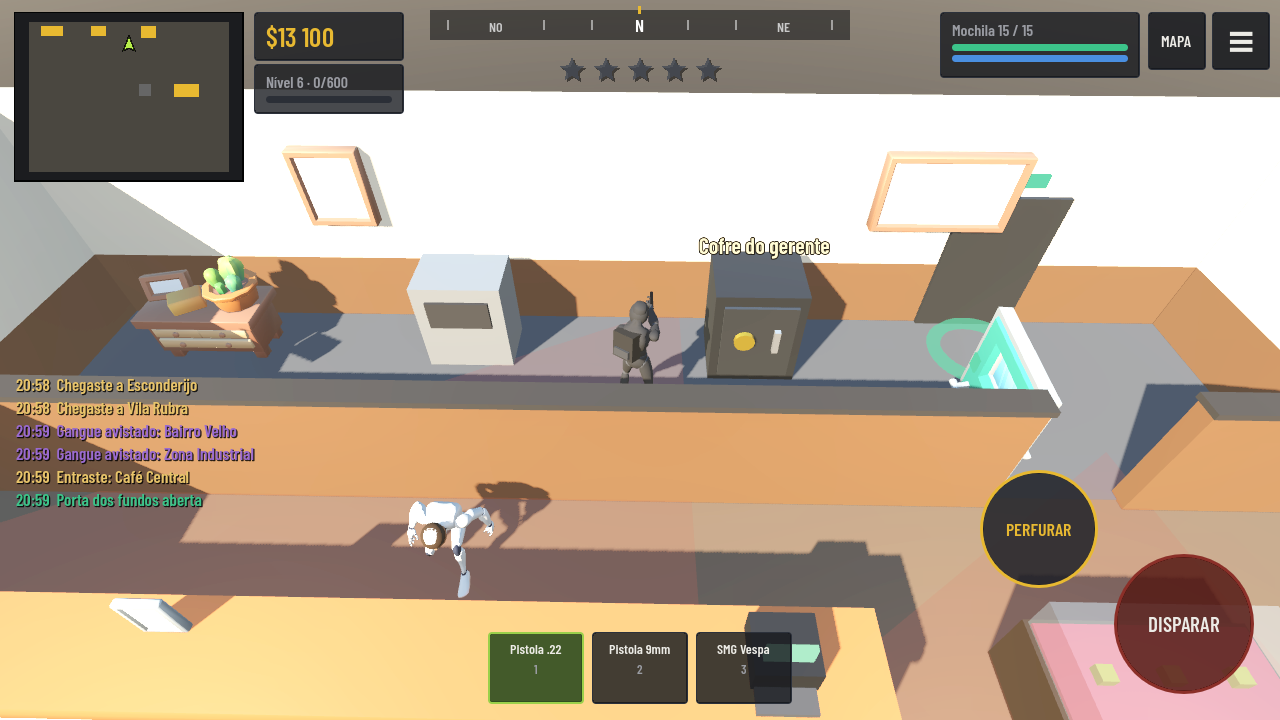 $13 100
Nível 6 · 0/600
NO
N
NE
Mochila 15 / 15
MAPA
Cofre do gerente
20:58 Chegaste a Esconderijo
20:58 Chegaste a Vila Rubra
20:59 Gangue avistado: Bairro Velho
20:59 Gangue avistado: Zona Industrial
20:59 Entraste: Café Central
20:59 Porta dos fundos aberta
PERFURAR
DISPARAR
Pistola .22
1
Pistola 9mm
2
SMG Vespa
3